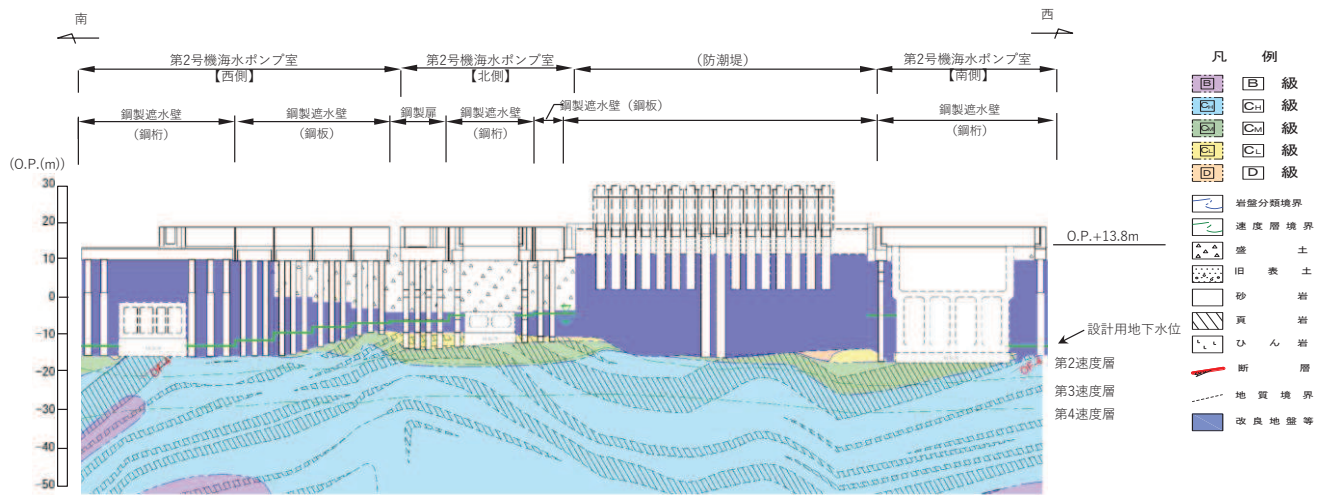 南
西
第2号機海水ポンプ室
【西側】
第2号機海水ポンプ室
【北側】
(防潮堤)
第2号機海水ポンプ室
【南側】
鋼製遮水壁
(鋼桁)
鋼製遮水壁
(鋼板)
鋼製扉
鋼製遮水壁
(鋼桁)
鋼製遮水壁(鋼板)
鋼製遮水壁
(鋼桁)
(O.P.(m))
30
20
10
0
-10
-20
-30
-40
-50
O.P.+13.8m
設計用地下水位
第2速度層
第3速度層
第4速度層
凡 例
B B 級
CH CH 級
CM CM 級
CL CL 級
D D 級
岩盤分類境界
速度層境界
盛 土
旧表土
砂 岩
頁 岩
ひん岩
断 層
地質境界
改良地盤等